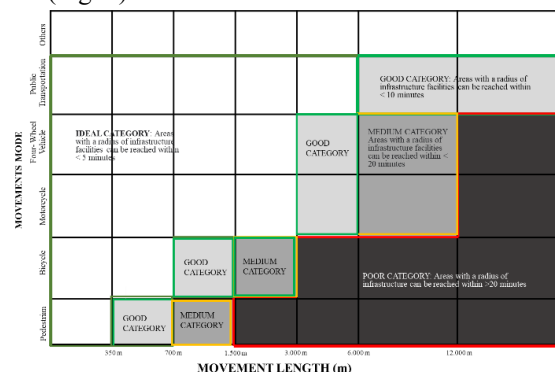 Others
Public
Transportation
GOOD CATEGORY: Areas with a radius of
infrastructure facilities can be reached within
< 10 minutes
MOVEMENTS MODE
Four-Wheel
Vehicle
IDEAL CATEGORY: Areas
with a radius of infrastructure
facilities can be reached within
< 5 minutes
GOOD
CATEGORY
MEDIUM CATEGORY
Areas with a radius of
infrastructure facilities
can be reached within <
20 minutes
Motorcycle
Bicycle
GOOD
CATEGORY
MEDIUM
CATEGORY
POOR CATEGORY: Areas with a radius of
infrastructure can be reached within >20 minutes
Pedestrian
GOOD
CATEGORY
MEDIUM
CATEGORY
350 m 700 m 1.500 m 3.000 m 6.000 m 12.000 m
MOVEMENT LENGTH (m)